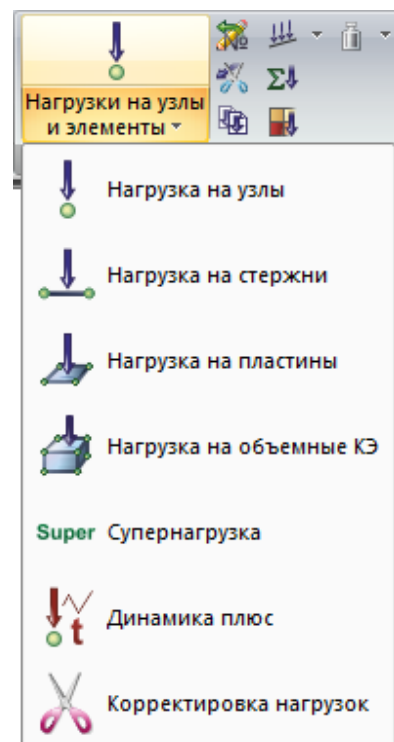 Нагрузки на узлы
и элементы
Нагрузка на узлы
Нагрузка на стержни
Нагрузка на пластины
Нагрузка на объемные КЭ
Super Супернагрузка
t Динамика плюс
Корректировка нагрузок